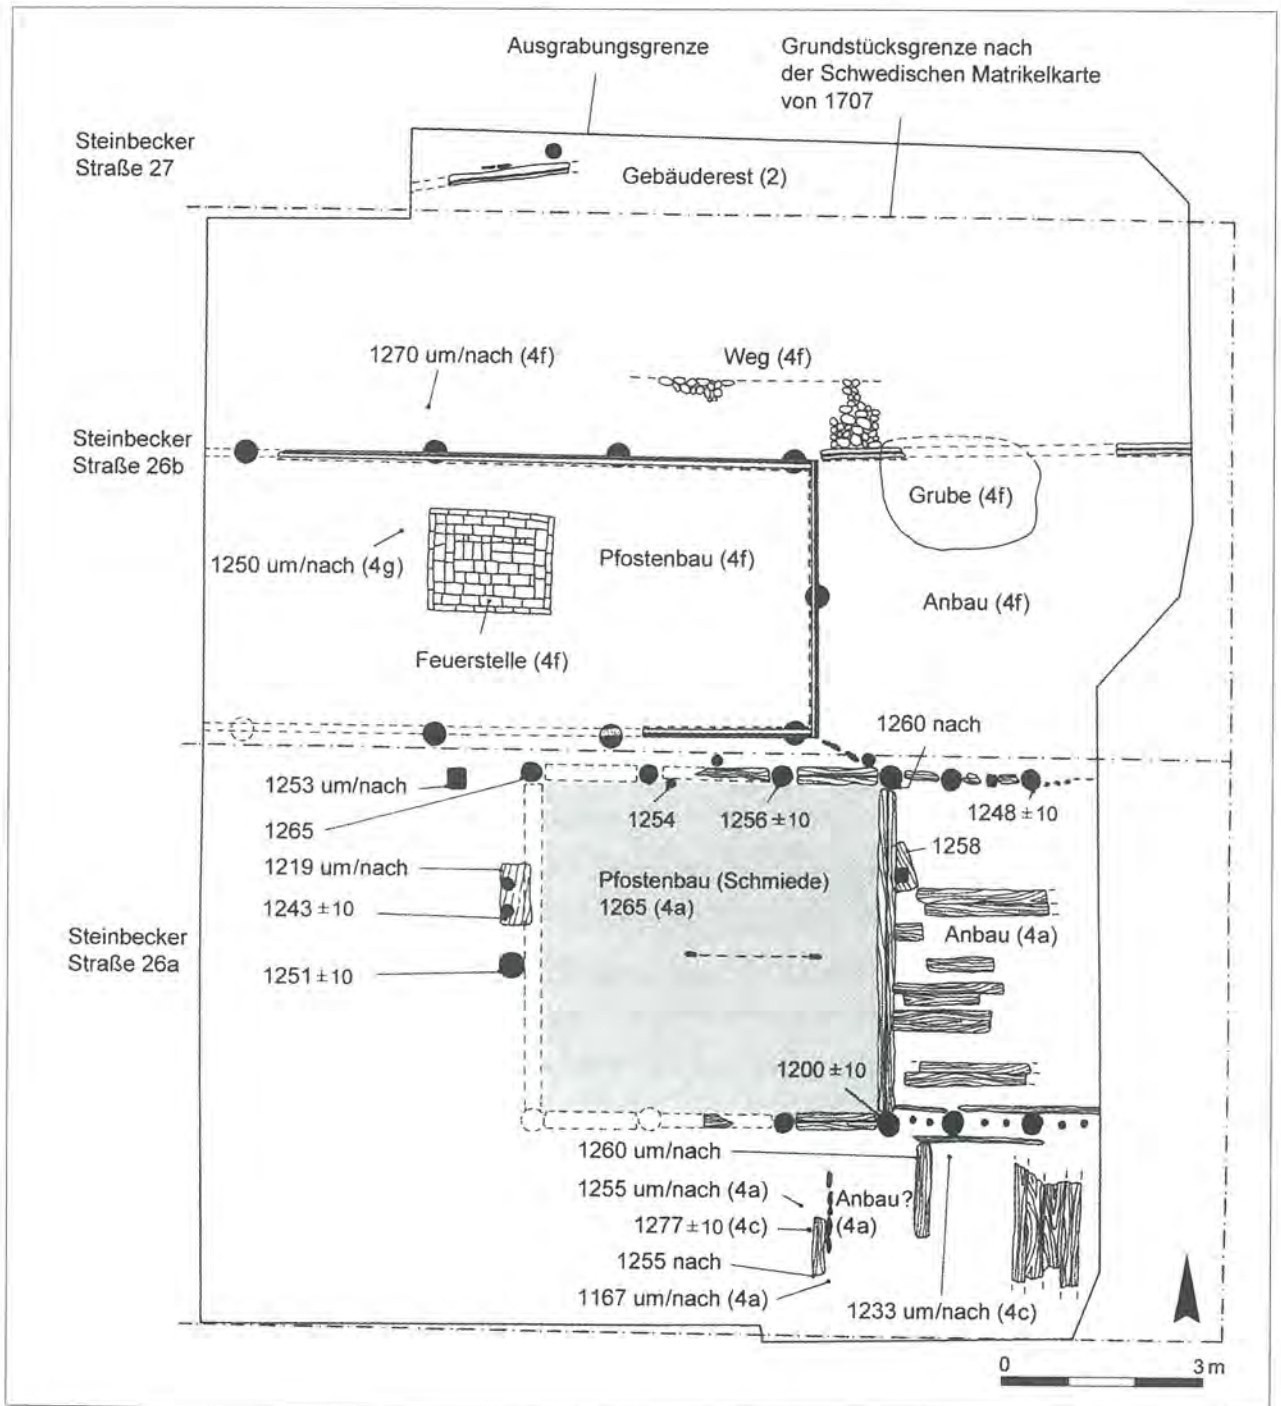 Ausgrabungsgrenze
Grundstücksgrenze nach
der Schwedischen Matrikelkarte
von 1707
Steinbecker
Straße 27
Gebäuderest (2)
1270 um/nach (4f)
Weg (4f)
Steinbecker
Straße 26b
Grube (4f)
1250 um/nach (4g)
Pfostenbau (4f)
Anbau (4f)
Feuerstelle (4f)
1260 nach
1253 um/nach
1265
1254
1256 ±10
1248 ±10
1258
1219 um/nach
1243 ±10
Pfostenbau (Schmiede)
1265 (4a)
Steinbecker
Straße 26a
Anbau (4a)
1251 ±10
1200 ±10
1260 um/nach
1255 um/nach (4a)
Anbau?
(4a)
1277 ±10 (4c)
1255 nach
1167 um/nach (4a)
1233 um/nach (4c)
0 3 m